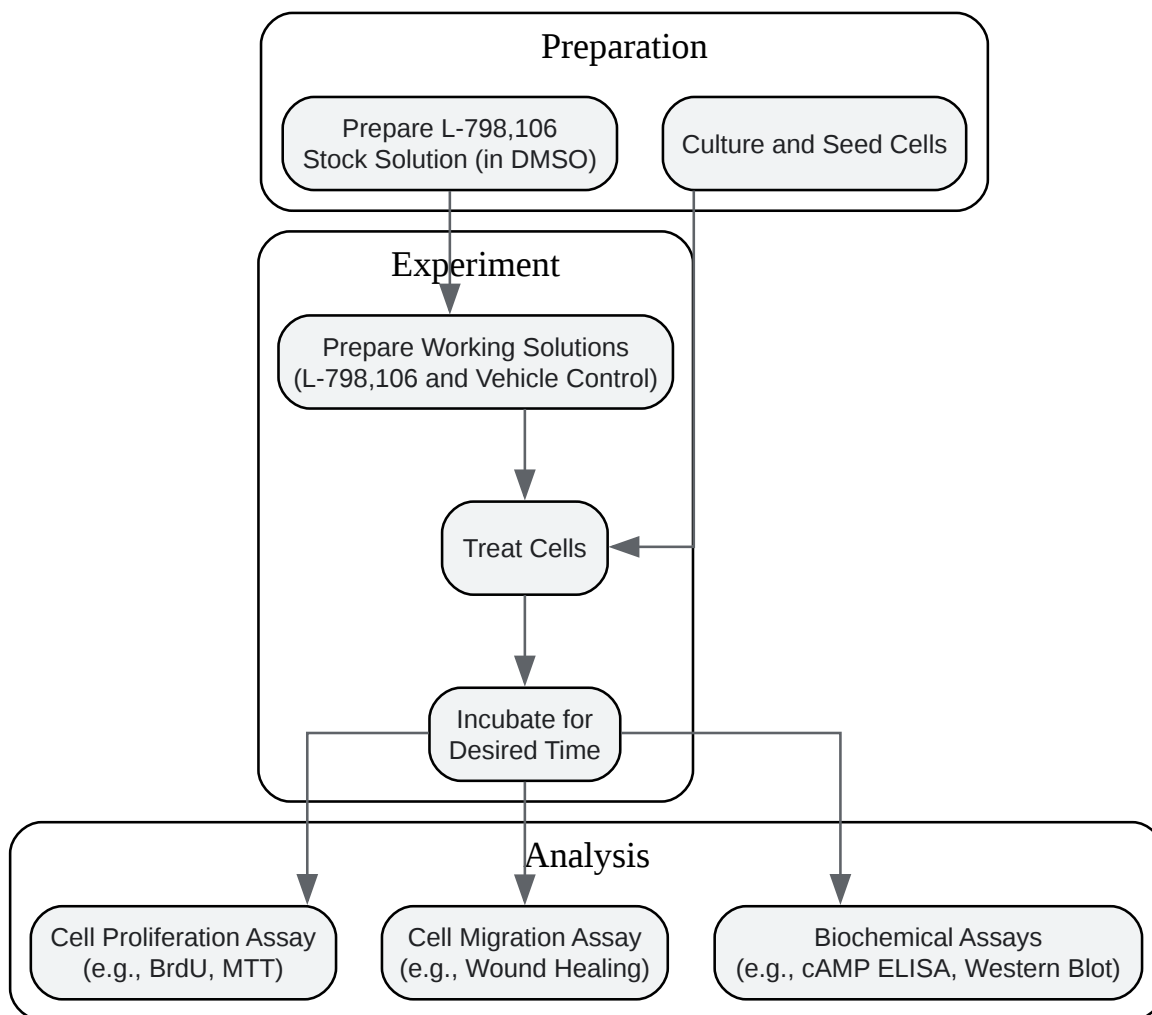 Preparation
Prepare L-798,106
Stock Solution (in DMSO)
Culture and Seed Cells
Experiment
Prepare Working Solutions
(L-798,106 and Vehicle Control)
Treat Cells
Incubate for
Desired Time
Analysis
Cell Proliferation Assay
(e.g., BrdU, MTT)
Cell Migration Assay
(e.g., Wound Healing)
Biochemical Assays
(e.g., cAMP ELISA, Western Blot)